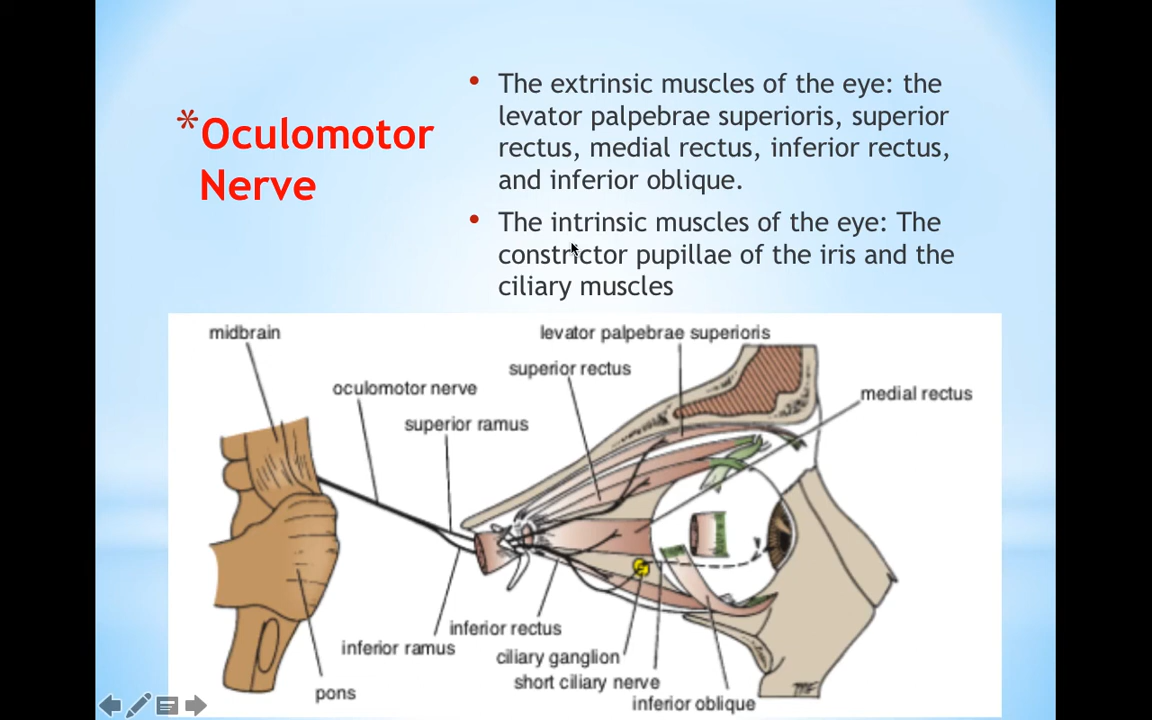 * Oculomotor
Nerve
• The extrinsic muscles of the eye: the
levator palpebrae superioris, superior
rectus, medial rectus, inferior rectus,
and inferior oblique.
• The intrinsic muscles of the eye: The
constrictor pupillae of the iris and the
ciliary muscles
midbrain
levator palpebrae superioris
superior rectus
oculomotor nerve
medial rectus
superior ramus
inferior rectus
inferior ramus
ciliary ganglion
short ciliary nerve
pons
inferior oblique